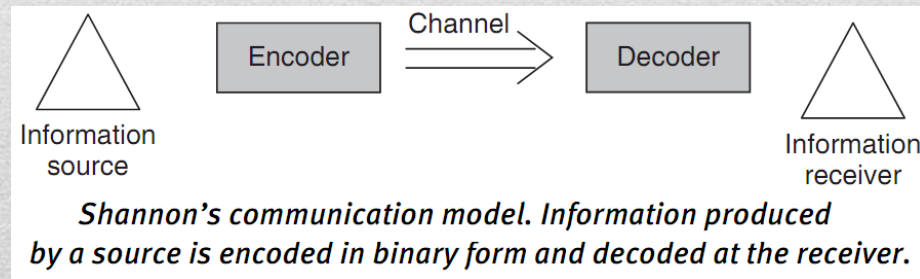 Channel
Encoder
Decoder
Information
source
Information
receiver
Shannon's communication model. Information produced
by a source is encoded in binary form and decoded at the receiver.